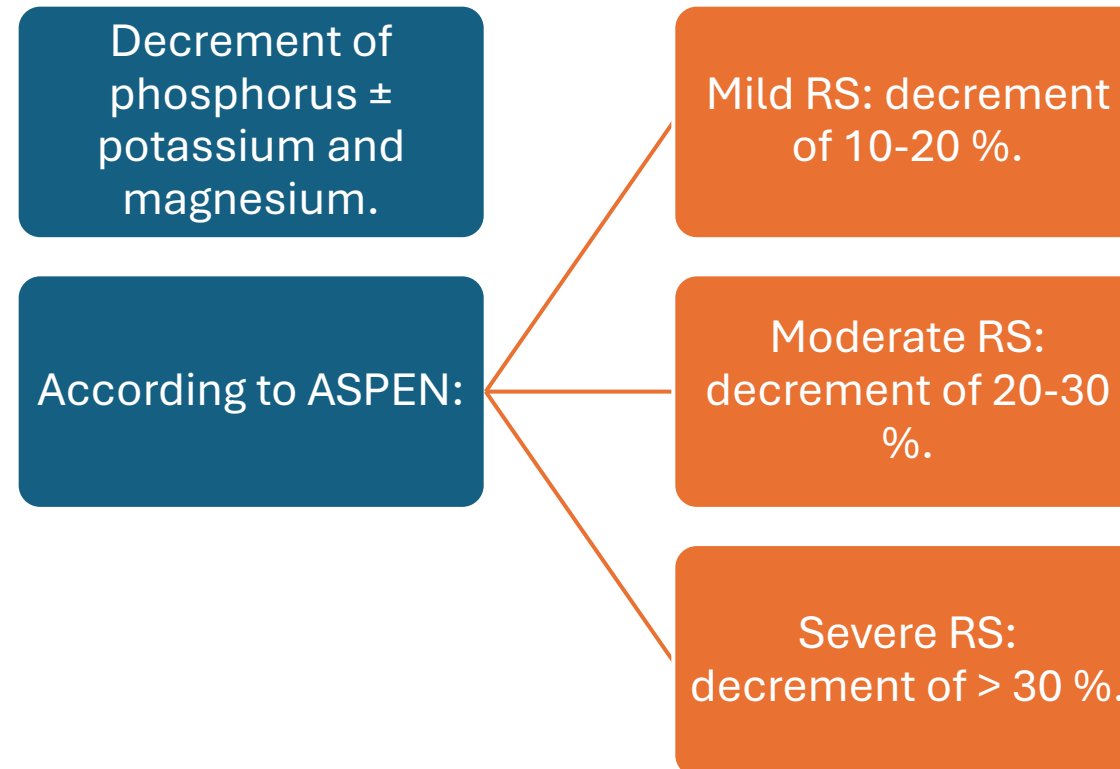 Decrement of
phosphorus ±
potassium and
magnesium.
According to ASPEN:
Mild RS: decrement
of 10-20 %.
Moderate RS:
decrement of 20-30
%.
Severe RS:
decrement of > 30 %.